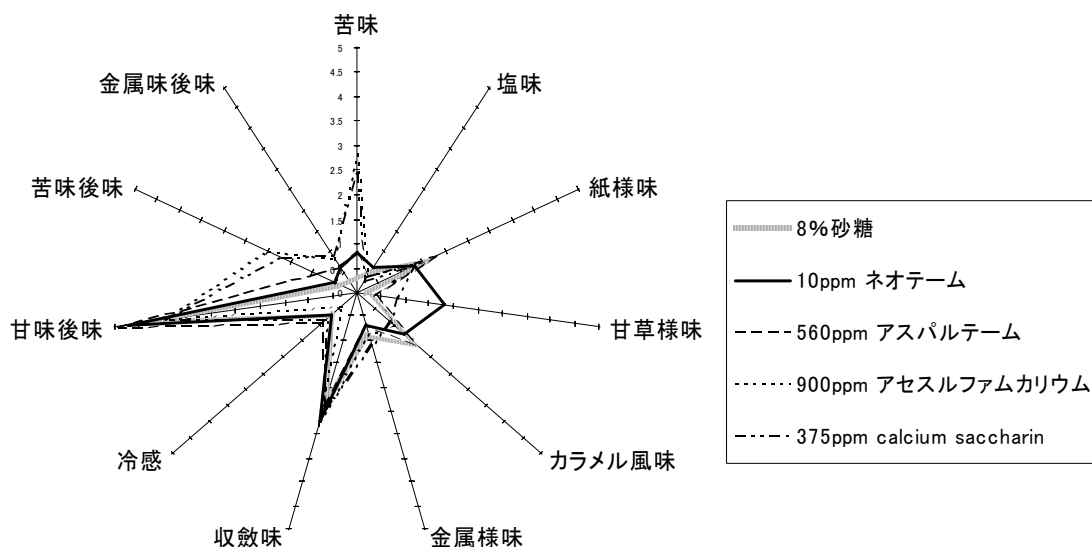 苦味
塩味
紙様味
甘草様味
カラメル風味
金属様味
収斂味
冷感
甘味後味
苦味後味
金属味後味
5
4.5
4
3.5
3
2.5
2
1.5
1
0
8%砂糖
10ppm ネオテーム
560ppm アスパルテーム
900ppm アセスルファムカリウム
375ppm calcium saccharin